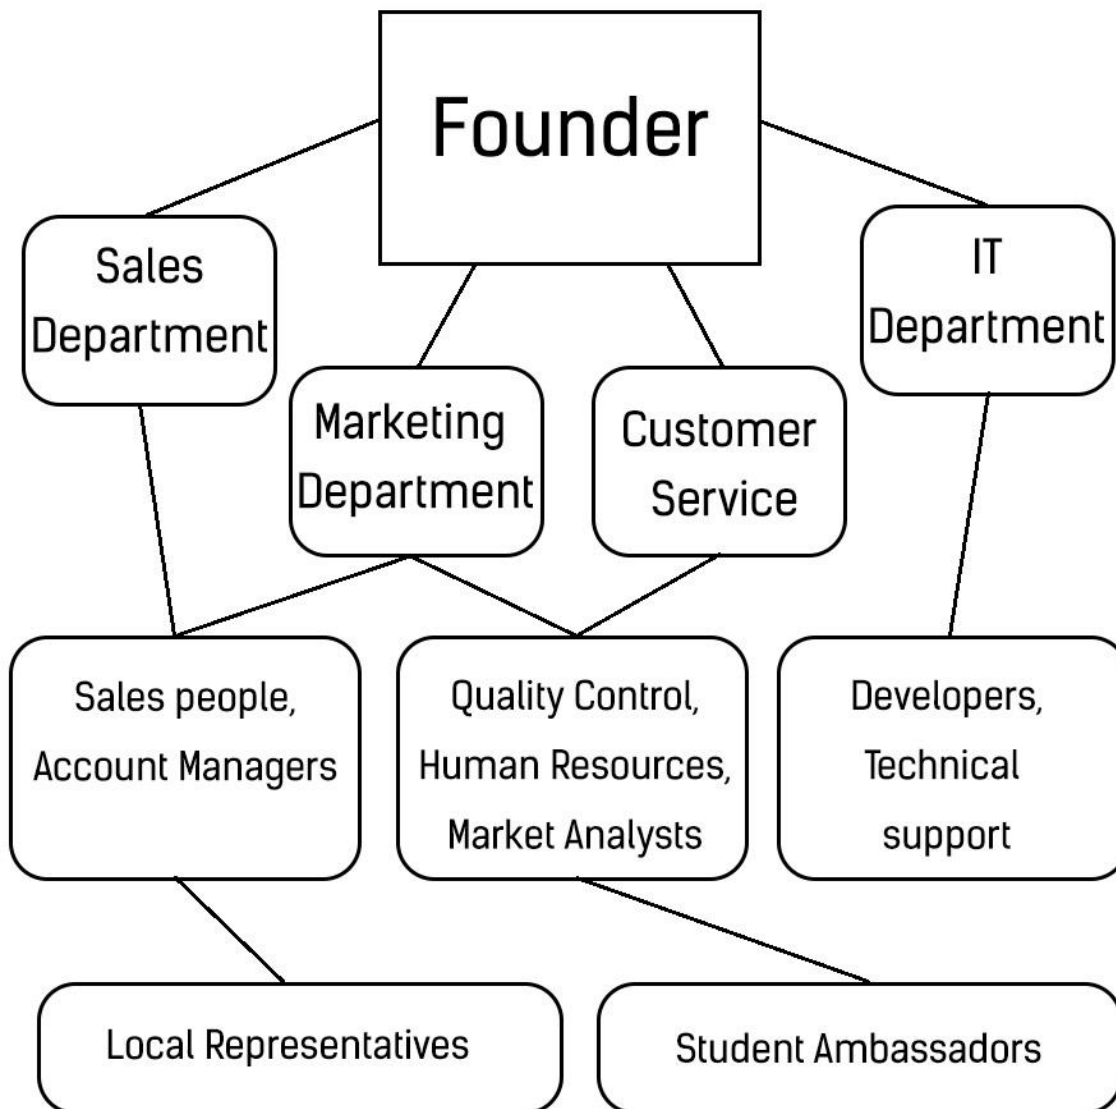 Founder
Sales
Department
IT
Department
Marketing
Department
Customer
Service
Sales people,
Account Managers
Quality Control,
Human Resources,
Market Analysts
Developers,
Technical
support
Local Representatives
Student Ambassadors